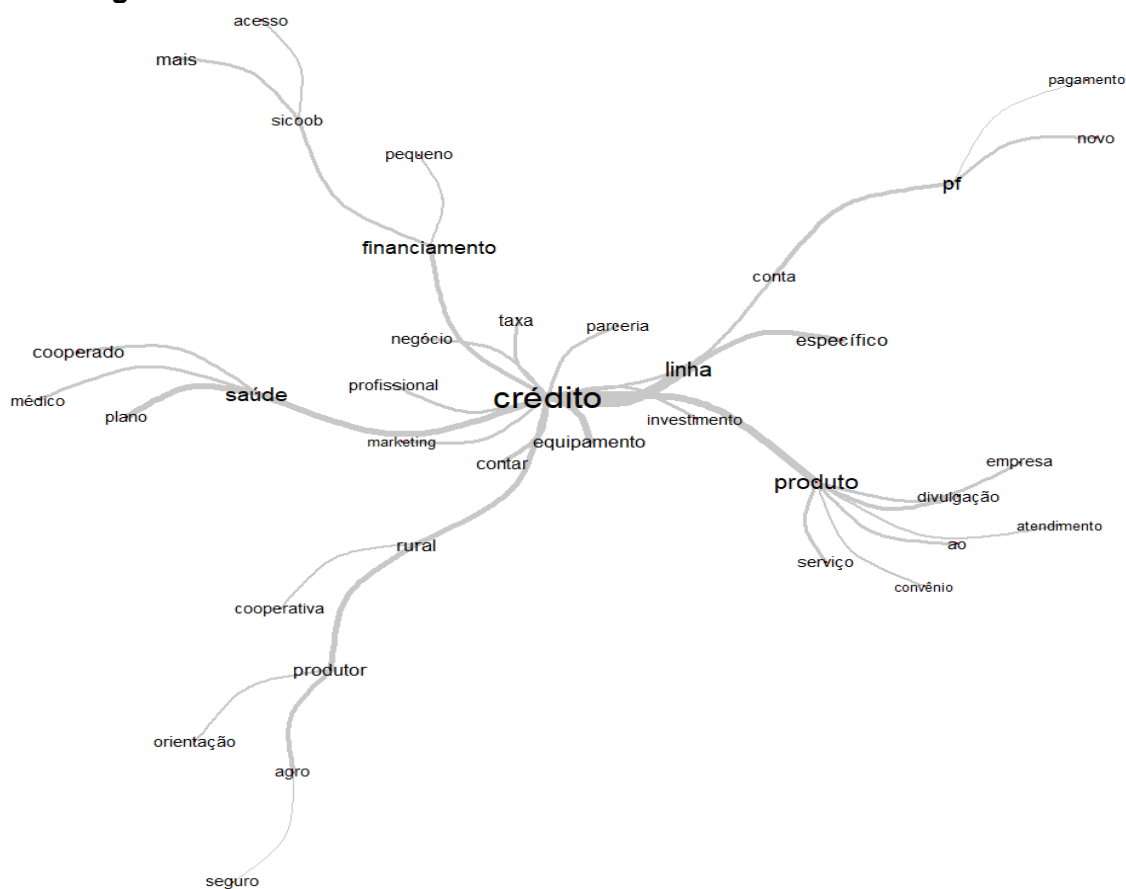 acesso
mais
pagamento
sicoob
novo
pequeno
pf
financiamento
conta
taxa
parceria
negócio
específico
cooperado
linha
profissional
saúde
crédito
médico
plano
investimento
marketing
equipamento
contar
empresa
produto
divulgação
atendimento
rural
ao
serviço
convênio
cooperativa
produtor
orientação
agro
seguro